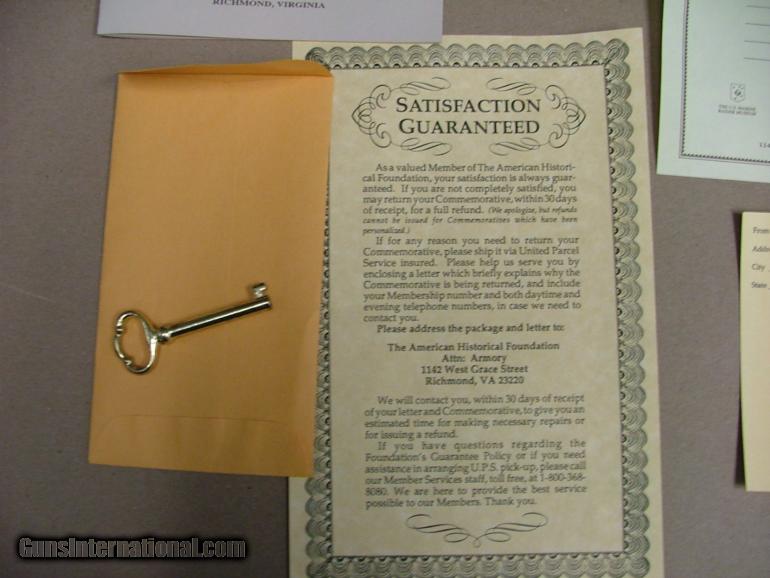 RICHMOND, VIRGINIA
SATISFACTION
GUARANTEED
As a valued Member of The American Histori-
cal Foundation, your satisfaction is always guar-
anteed. If you are not completely satisfied, you
may return your Commemorative, within 30 days
of receipt, for a full refund. (We apologize, but refunds
cannot be issued for Commemoratives which have been
personalized.)
If for any reason you need to return your
Commemorative, please ship it via United Parcel
Service insured. Please help us serve you by
enclosing a letter which briefly explains why the
Commemorative is being returned, and include
your Membership number and both daytime and
evening telephone numbers, in case we need to
contact you.
Please address the package and letter to:
The American Historical Foundation
Attn: Armory
1142 West Grace Street
Richmond, VA 23220
We will contact you, within 30 days of receipt
of your letter and Commemorative, to give you an
estimated time for making necessary repairs or
for issuing a refund.
If you have questions regarding the
Foundation's Guarantee Policy or if you need
assistance in arranging U.P.S. pick-up, please call
our Member Services staff, toll free, at 1-800-368-
8080. We are here to provide the best service
possible to our Members. Thank you.
THE U.S. MARINE
RAIDER MUSEUM
114
From
Addre
City
State
GunsInternational.com